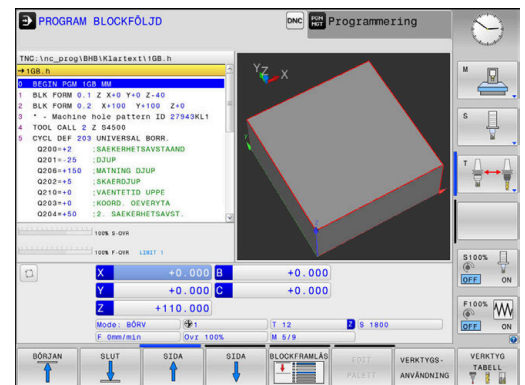 PROGRAM BLOCKFÖLJD
DNC
PGM MGT
Programmering
TNC:\nc_prog\BHB\Klartext\1GB.h
→1GB.h
0 BEGIN PGM 1GB MM
1 BLK FORM 0.1 Z X+0 Y+0 Z-40
2 BLK FORM 0.2 X+100 Y+100 Z+0
3 * - Machine hole pattern ID 27943KL1
4 TOOL CALL 2 Z S4500
5 CYCL DEF 203 UNIVERSAL BORR.
Q200=+2 ;SAEKERHETSAVSTAAND
Q201=-25 ;DJUP
Q206=+150 ;MATNING DJUP
Q202=+5 ;SKAERDJUP
Q210=+0 ;VAENTETID UPPE
Q203=+0 ;KOORD. OEVERYTA
Q204=+50 ;2. SAEKERHETSAVST.
100% S-OVR
100% F-OVR LIMIT 1
Y Z X
M
S
T
S100%
OFF ON
F100%
OFF ON
X +0.000 B +0.000
Y +0.000 C +0.000
Z +110.000
Mode: BÖRV 1 T 12 Z S 1800
F 0mm/min Ovr 100% M 5/9
BÖRJAN
SLUT
SIDA
SIDA
BLOCKFRAMLÄS
EDIT
PALETT
VERKTYGS-
ANVÄNDNING
VERKTYG
TABELL